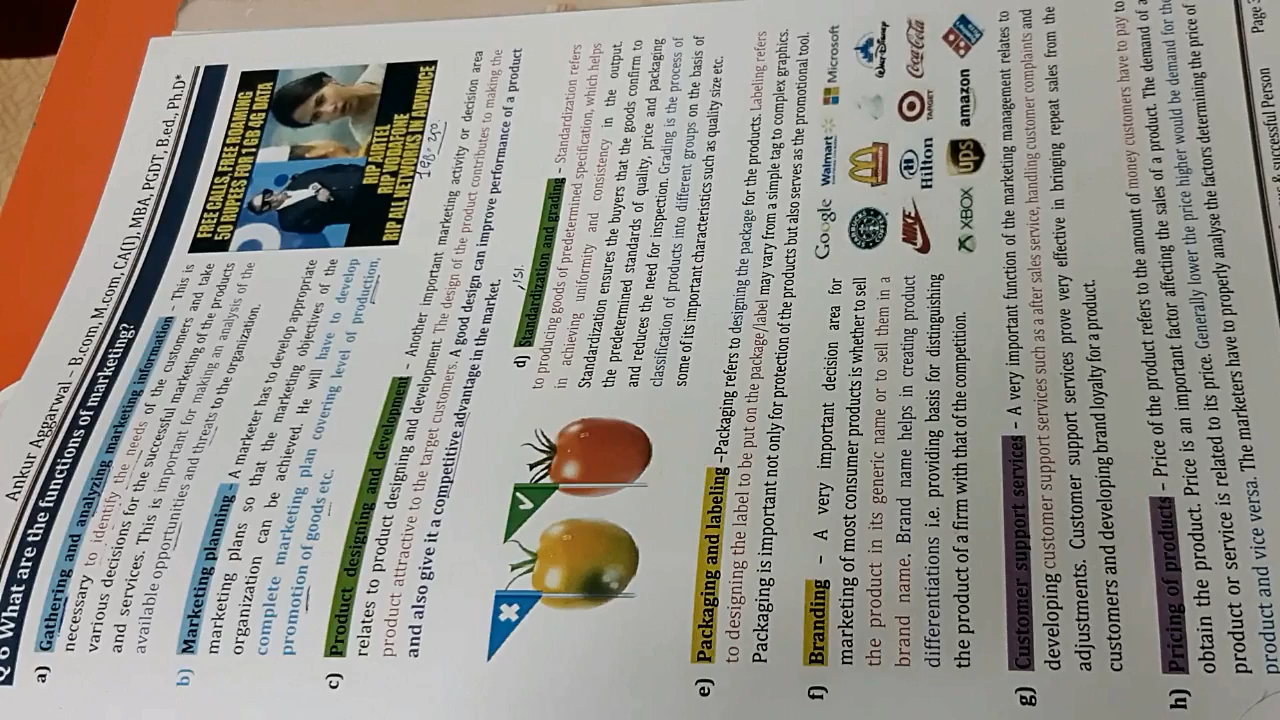 Ankur Aggarwal - B.com, M.com, CA(I), MBA, PGDT, B.ed., Ph.D*
Q 6 What are the functions of marketing?
a) Gathering and analyzing marketing information - This is
necessary to identify the needs of the customers and take
various decisions for the successful marketing of the products
and services. This is important for making an analysis of the
available opportunities and threats to the organization.
b) Marketing planning - A marketer has to develop appropriate
marketing plans so that the marketing objectives of the
organization can be achieved. He will have to develop
complete marketing plan covering level of production,
promotion of goods etc.
FREE CALLS, FREE ROAMING
50 RUPEES FOR 1GB 4G DATA
RIP AIRTEL
RIP VODAFONE
RIP ALL NETWORKS IN ADVANCE
c) Product designing and development - Another important marketing activity or decision area
relates to product designing and development. The design of the product contributes to making the
product attractive to the target customers. A good design can improve performance of a product
and also give it a competitive advantage in the market.
d) Standardization and grading - Standardization refers
to producing goods of predetermined specification, which helps
in achieving uniformity and consistency in the output.
Standardization ensures the buyers that the goods confirm to
the predetermined standards of quality, price and packaging
and reduces the need for inspection. Grading is the process of
classification of products into different groups on the basis of
some of its important characteristics such as quality size etc.
e) Packaging and labeling -Packaging refers to designing the package for the products. Labeling refers
to designing the label to be put on the package/label may vary from a simple tag to complex graphics.
Packaging is important not only for protection of the products but also serves as the promotional tool.
f) Branding - A very important decision area for
marketing of most consumer products is whether to sell
the product in its generic name or to sell them in a
brand name. Brand name helps in creating product
differentiations i.e. providing basis for distinguishing
the product of a firm with that of the competition.
Google Walmart Microsoft
WALT DISNEY
NIKE Hilton TARGET Coca-Cola
XBOX ups amazon
g) Customer support services - A very important function of the marketing management relates to
developing customer support services such as a after sales service, handling customer complaints and
adjustments. Customer support services prove very effective in bringing repeat sales from the
customers and developing brand loyalty for a product.
h) Pricing of products - Price of the product refers to the amount of money customers have to pay to
obtain the product. Price is an important factor affecting the sales of a product. The demand of a
product or service is related to its price. Generally lower the price higher would be demand for the
product and vice versa. The marketers have to properly analyse the factors determining the price of
Successful Person
Page